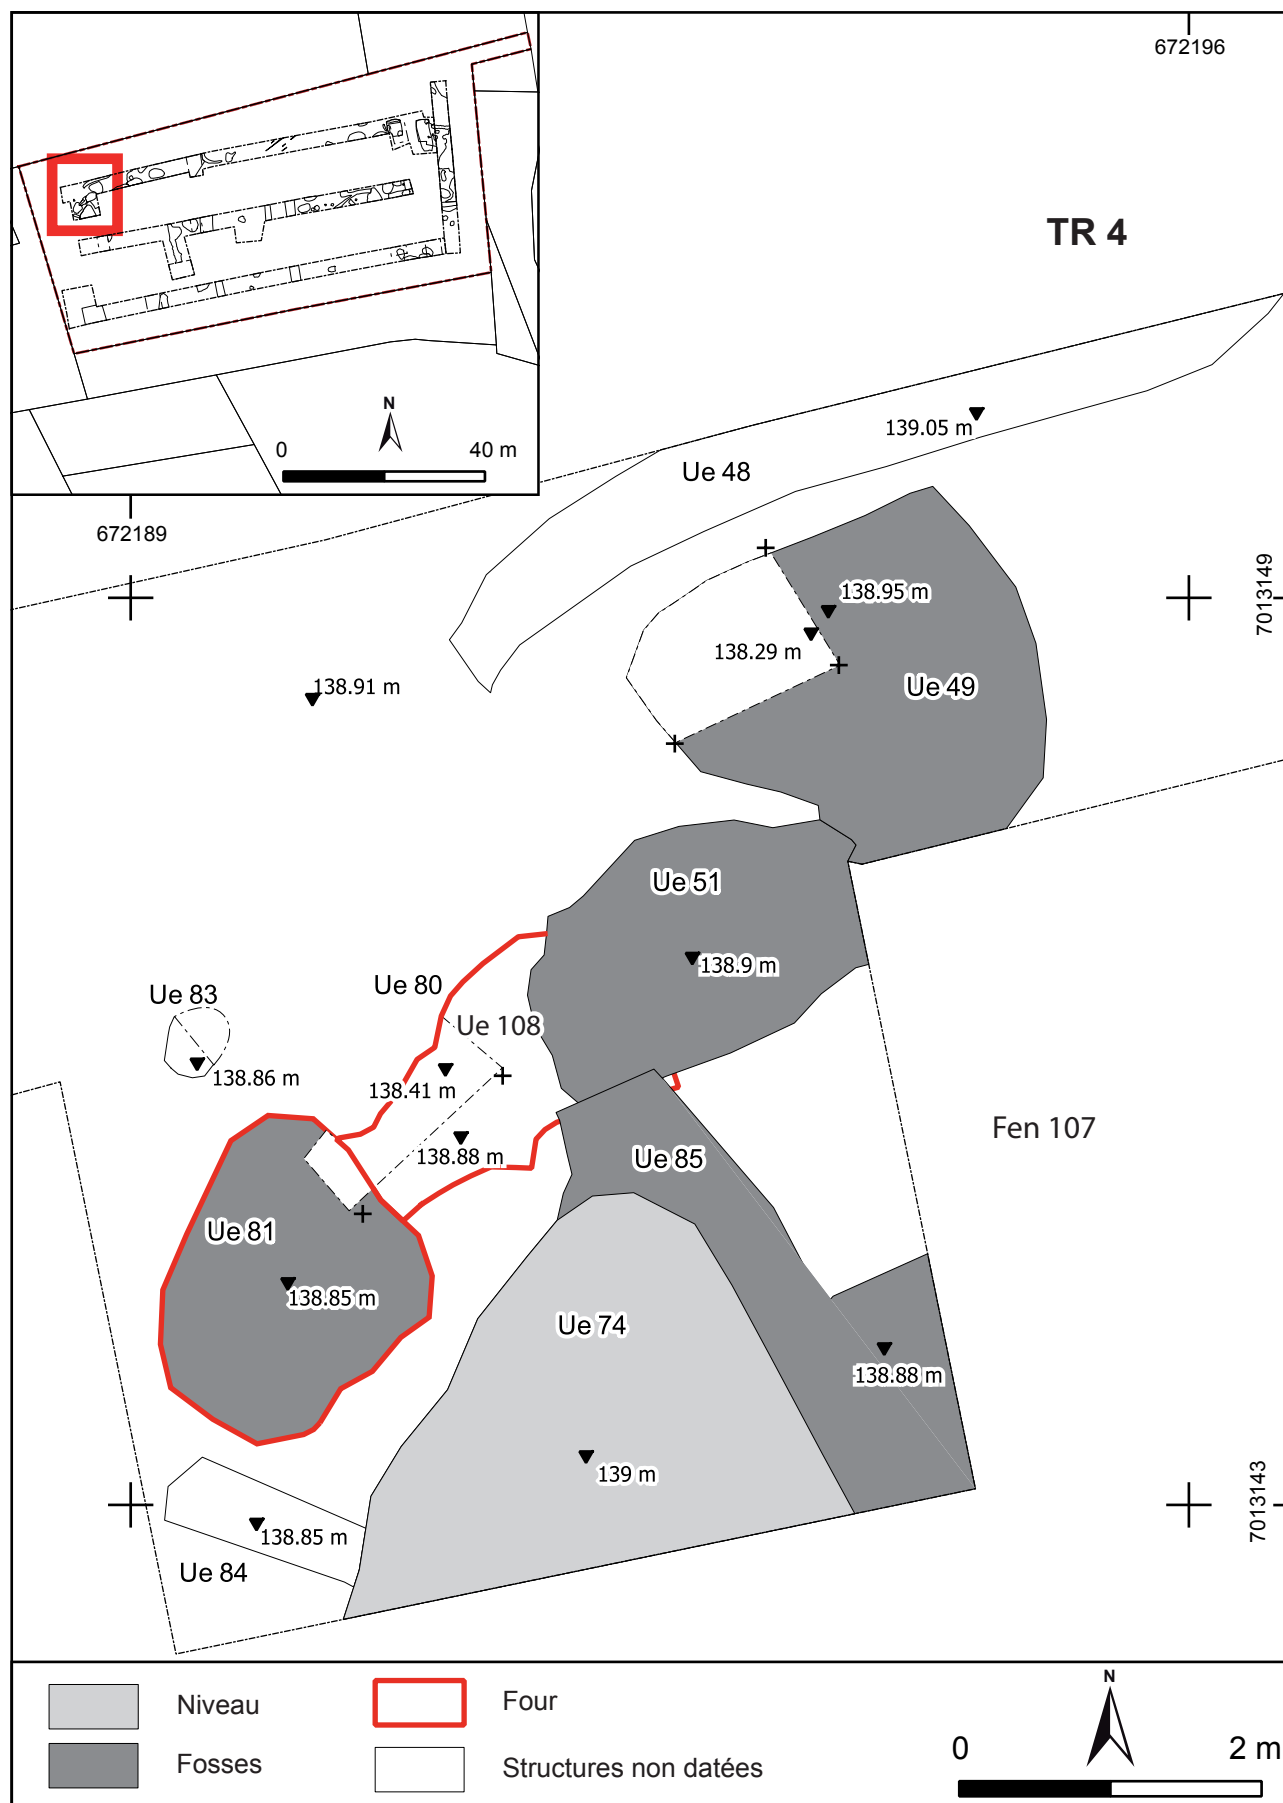 672196
TR 4
N
0 40 m
139.05 m
Ue 48
672189
7013149
138.95 m
138.29 m
Ue 49
138.91 m
Ue 51
138.9 m
Ue 80
Ue 83
Ue 108
138.86 m
138.41 m
Fen 107
138.88 m
Ue 85
Ue 81
138.85 m
Ue 74
138.88 m
139 m
7013143
138.85 m
Ue 84
Niveau
Four
Fosses
Structures non datées
N
0 2 m